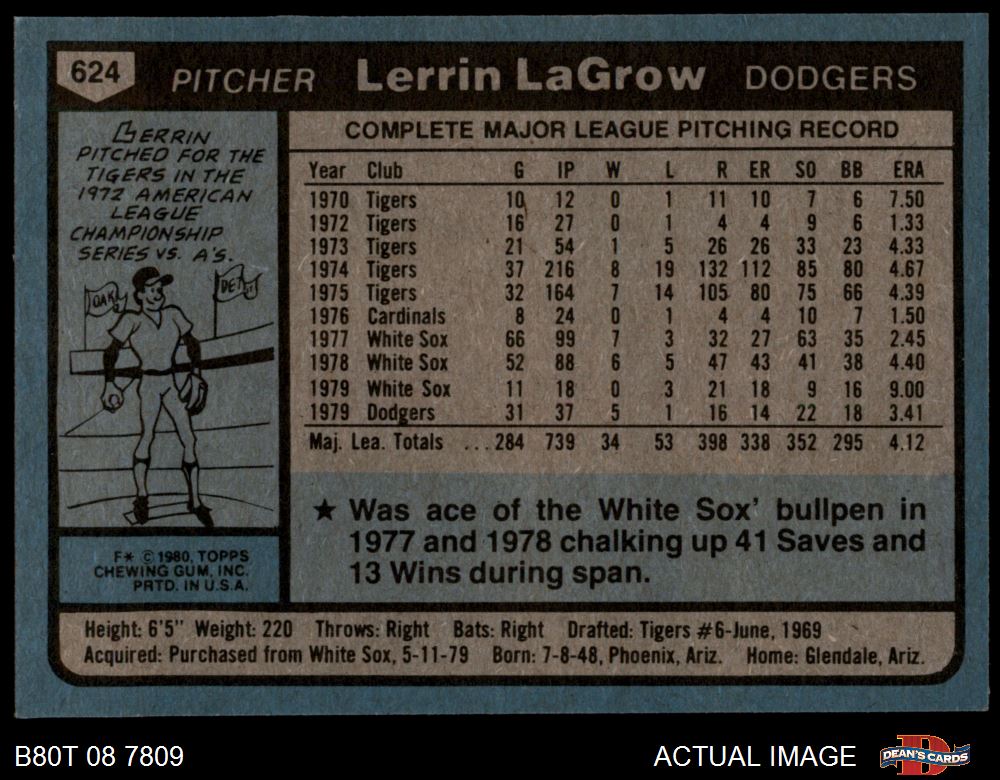 624 PITCHER Lerrin LaGrow DODGERS
LERRIN
PITCHED FOR THE
TIGERS IN THE
1972 AMERICAN
LEAGUE
CHAMPIONSHIP
SERIES VS. A'S.
OAK
DET
F* © 1980, TOPPS
CHEWING GUM, INC.
PRTD. IN U.S.A.
COMPLETE MAJOR LEAGUE PITCHING RECORD
Year Club G IP W L R ER SO BB ERA
1970 Tigers 10 12 0 1 11 10 7 6 7.50
1972 Tigers 16 27 0 1 4 4 9 6 1.33
1973 Tigers 21 54 1 5 26 26 33 23 4.33
1974 Tigers 37 216 8 19 132 112 85 80 4.67
1975 Tigers 32 164 7 14 105 80 75 66 4.39
1976 Cardinals 8 24 0 1 4 4 10 7 1.50
1977 White Sox 66 99 7 3 32 27 63 35 2.45
1978 White Sox 52 88 6 5 47 43 41 38 4.40
1979 White Sox 11 18 0 3 21 18 9 16 9.00
1979 Dodgers 31 37 5 1 16 14 22 18 3.41
Maj. Lea. Totals ... 284 739 34 53 398 338 352 295 4.12
★ Was ace of the White Sox' bullpen in
1977 and 1978 chalking up 41 Saves and
13 Wins during span.
Height: 6'5" Weight: 220 Throws: Right Bats: Right Drafted: Tigers #6-June, 1969
Acquired: Purchased from White Sox, 5-11-79 Born: 7-8-48, Phoenix, Ariz. Home: Glendale, Ariz.
B80T 08 7809 ACTUAL IMAGE DEAN'S CARDS